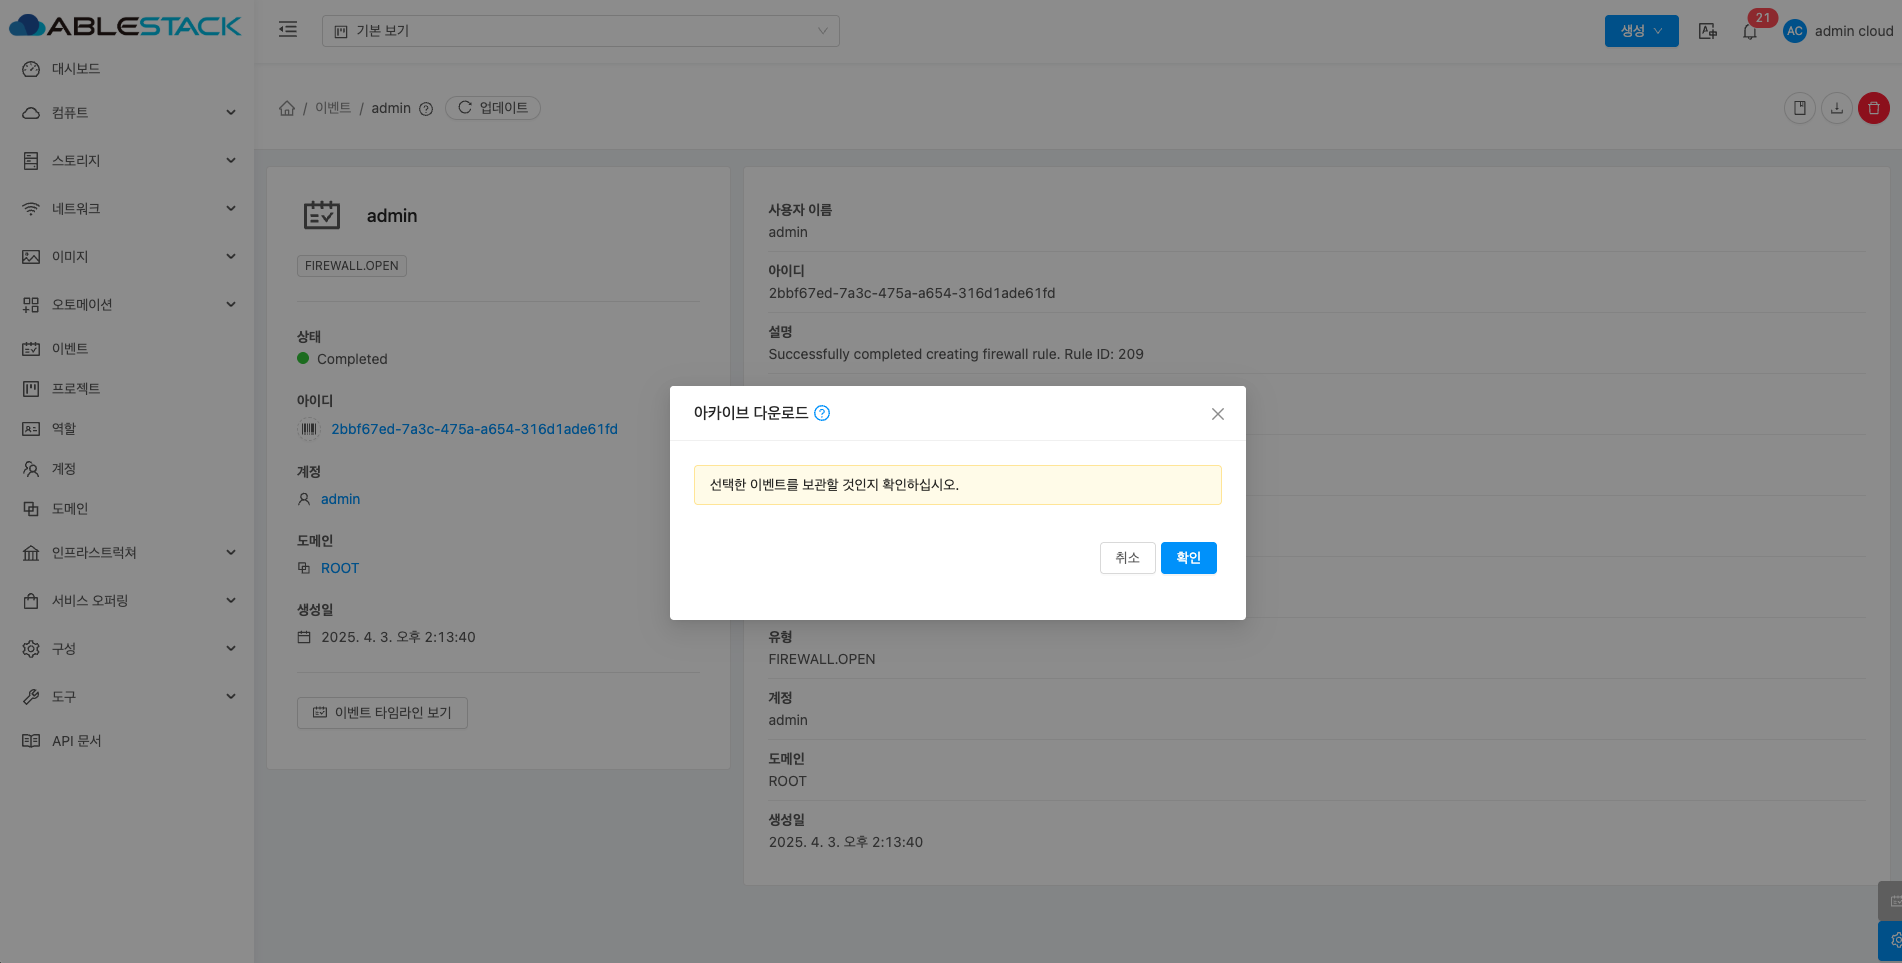 ABLESTACK
기본 보기
생성
21
AC
admin cloud
대시보드
컴퓨트
스토리지
네트워크
이미지
오토메이션
이벤트
프로젝트
역할
계정
도메인
인프라스트럭쳐
서비스 오퍼링
구성
도구
API 문서
/ 이벤트 / admin
업데이트
admin
FIREWALL.OPEN
상태
Completed
아이디
2bbf67ed-7a3c-475a-a654-316d1ade61fd
계정
admin
도메인
ROOT
생성일
2025. 4. 3. 오후 2:13:40
이벤트 타임라인 보기
사용자 이름
admin
아이디
2bbf67ed-7a3c-475a-a654-316d1ade61fd
설명
Successfully completed creating firewall rule. Rule ID: 209
아카이브 다운로드
선택한 이벤트를 보관할 것인지 확인하십시오.
취소
확인
유형
FIREWALL.OPEN
계정
admin
도메인
ROOT
생성일
2025. 4. 3. 오후 2:13:40